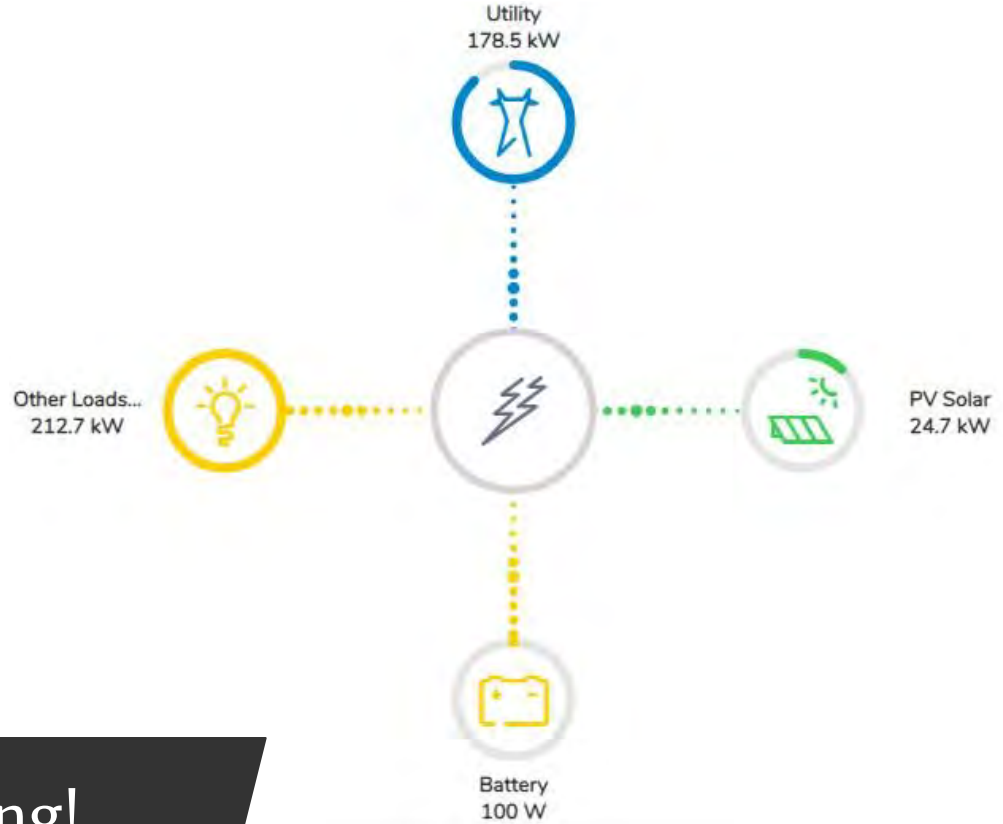 Utility
178.5 kW
Other Loads...
212.7 kW
PV Solar
24.7 kW
Battery
100 W